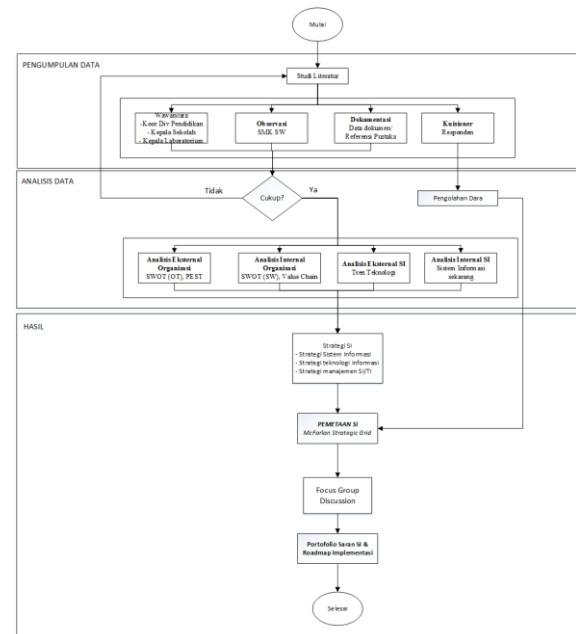 Mulai
PENGUMPULAN DATA
Studi Literatur
Wawancara
-Koor Div Pendidikan
- Kepala Sekolah
- Kepala Laboratorium
Observasi
SMK SW
Dokumentasi
Data dokumen/
Referensi Pustaka
Kuisioner
Responden
ANALISIS DATA
Tidak
Cukup?
Ya
Pengolahan Dara
Analisis Eksternal
Organisasi
SWOT (OT), PEST
Analisis Internal
Organisasi
SWOT (SW), Value Chain
Analisis Eksternal SI
Tren Teknologi
Analisis Internal SI
Sistem Informasi
sekarang
HASIL
Strategi SI
- Strategi Sistem Informasi
- Strategi teknologi informasi
- Strategi manajemen SI/TI
PEMETAAN SI
McFarlan Strategic Grid
Focus Group
Discussion
Portofolio Saran SI &
Roadmap Implementasi
Selesai